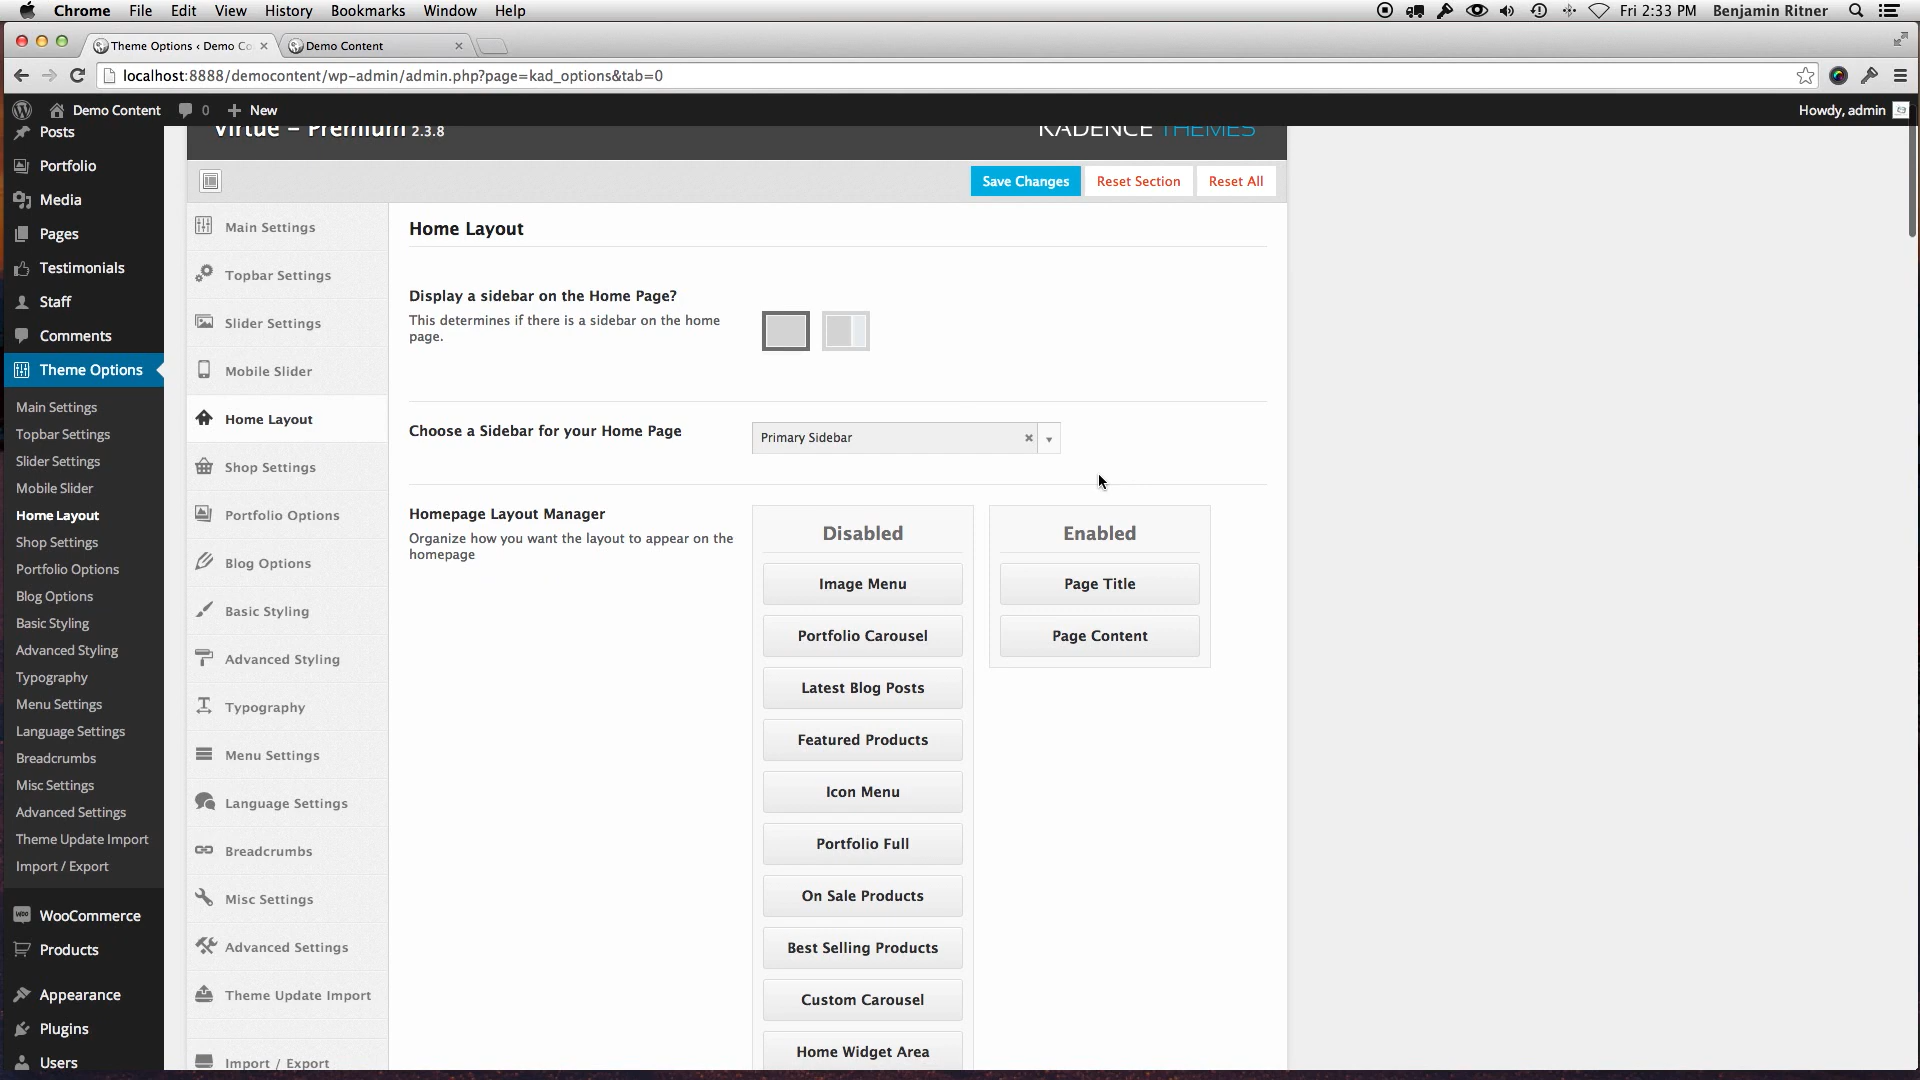 Chrome File Edit View History Bookmarks Window Help Fri 2:33 PM Benjamin Ritner
Theme Options ‹ Demo Co Demo Content
localhost:8888/democontent/wp-admin/admin.php?page=kad_options&tab=0
Demo Content 0 New Howdy, admin
Posts
Portfolio
Media
Pages
Testimonials
Staff
Comments
Theme Options
Main Settings
Topbar Settings
Slider Settings
Mobile Slider
Home Layout
Shop Settings
Portfolio Options
Blog Options
Basic Styling
Advanced Styling
Typography
Menu Settings
Language Settings
Breadcrumbs
Misc Settings
Advanced Settings
Theme Update Import
Import / Export
WooCommerce
Products
Appearance
Plugins
Users
Virtue – Premium 2.3.8 KADENCE THEMES
Save Changes Reset Section Reset All
Main Settings
Topbar Settings
Slider Settings
Mobile Slider
Home Layout
Shop Settings
Portfolio Options
Blog Options
Basic Styling
Advanced Styling
Typography
Menu Settings
Language Settings
Breadcrumbs
Misc Settings
Advanced Settings
Theme Update Import
Import / Export
Home Layout
Display a sidebar on the Home Page?
This determines if there is a sidebar on the home
page.
Choose a Sidebar for your Home Page
Primary Sidebar
Homepage Layout Manager
Organize how you want the layout to appear on the
homepage
Disabled
Image Menu
Portfolio Carousel
Latest Blog Posts
Featured Products
Icon Menu
Portfolio Full
On Sale Products
Best Selling Products
Custom Carousel
Home Widget Area
Enabled
Page Title
Page Content